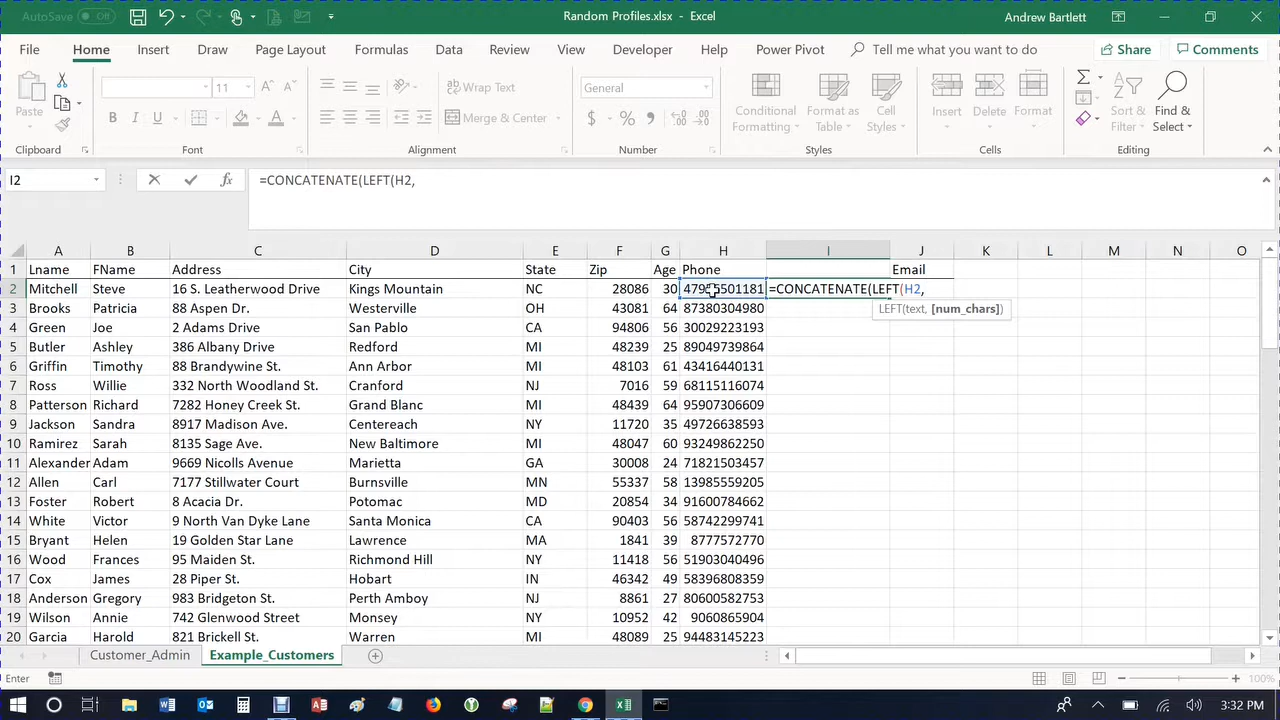 AutoSave Off Random Profiles.xlsx - Excel Andrew Bartlett
File Home Insert Draw Page Layout Formulas Data Review View Developer Help Power Pivot Tell me what you want to do Share Comments
Paste 11 Wrap Text General Conditional Formatting Format as Table Cell Styles Insert Delete Format Sort & Filter Find & Select
B I U A Merge & Center $ % ,
Clipboard Font Alignment Number Styles Cells Editing
I2 fx =CONCATENATE(LEFT(H2,
A B C D E F G H I J K L M N O
1 Lname FName Address City State Zip Age Phone Email
2 Mitchell Steve 16 S. Leatherwood Drive Kings Mountain NC 28086 30 =CONCATENATE(LEFT(H2,
LEFT(text, [num_chars])
3 Brooks Patricia 88 Aspen Dr. Westerville OH 43081 64 87380304980
4 Green Joe 2 Adams Drive San Pablo CA 94806 56 30029223193
5 Butler Ashley 386 Albany Drive Redford MI 48239 25 89049739864
6 Griffin Timothy 88 Brandywine St. Ann Arbor MI 48103 61 43416440131
7 Ross Willie 332 North Woodland St. Cranford NJ 7016 59 68115116074
8 Patterson Richard 7282 Honey Creek St. Grand Blanc MI 48439 64 95907306609
9 Jackson Sandra 8917 Madison Ave. Centereach NY 11720 35 49726638593
10 Ramirez Sarah 8135 Sage Ave. New Baltimore MI 48047 60 93249862250
11 Alexander Adam 9669 Nicolls Avenue Marietta GA 30008 24 71821503457
12 Allen Carl 7177 Stillwater Court Burnsville MN 55337 58 13985559205
13 Foster Robert 8 Acacia Dr. Potomac MD 20854 34 91600784662
14 White Victor 9 North Van Dyke Lane Santa Monica CA 90403 56 58742299741
15 Bryant Helen 19 Golden Star Lane Lawrence MA 1841 39 8777572770
16 Wood Frances 95 Maiden St. Richmond Hill NY 11418 56 51903040496
17 Cox James 28 Piper St. Hobart IN 46342 49 58396808359
18 Anderson Gregory 983 Bridgeton St. Perth Amboy NJ 8861 27 80600582753
19 Wilson Annie 742 Glenwood Street Monsey NY 10952 42 9060865904
20 Garcia Harold 821 Brickell St. Warren MI 48089 25 94483145223
Customer_Admin Example_Customers
Enter 100%
3:32 PM